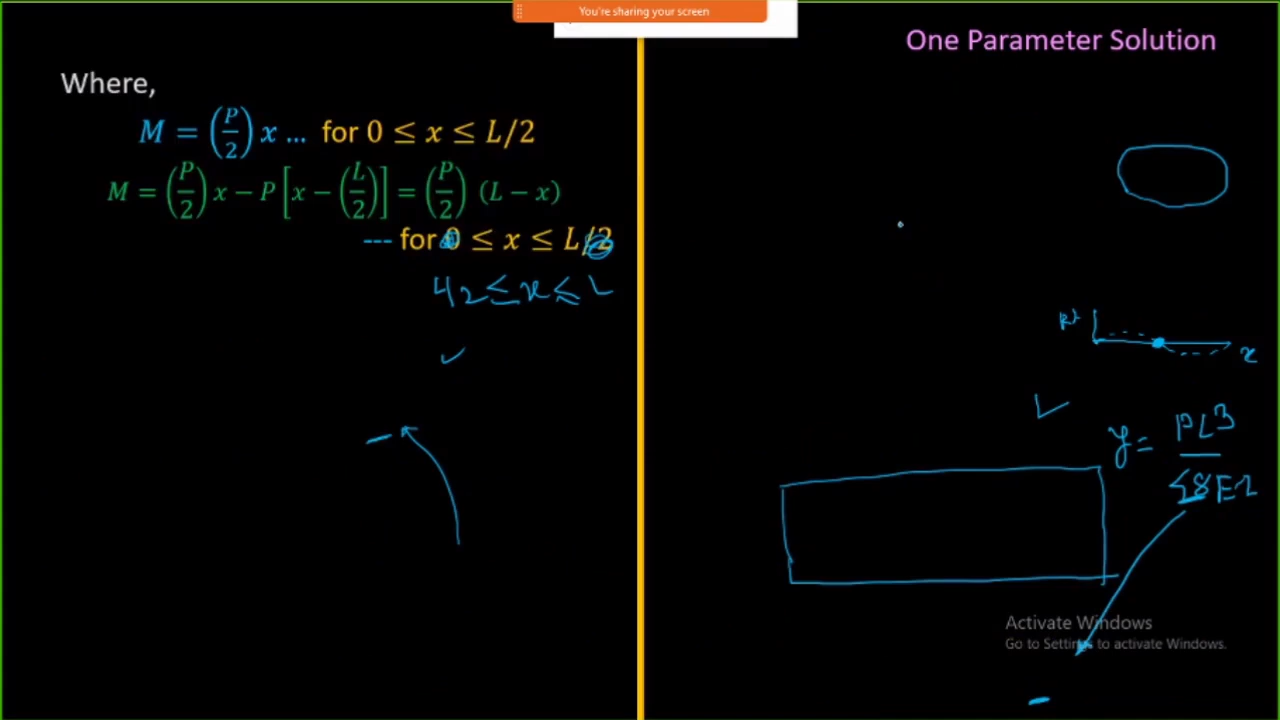 You're sharing your screen
One Parameter Solution
Where,
M = (P/2) x ... for 0 ≤ x ≤ L/2
M = (P/2) x − P [x − (L/2)] = (P/2) (L − x)
--- for 0 ≤ x ≤ L/2
L/2 ≤ x ≤ L
x
y = PL3 / 48EI
Activate Windows
Go to Settings to activate Windows.